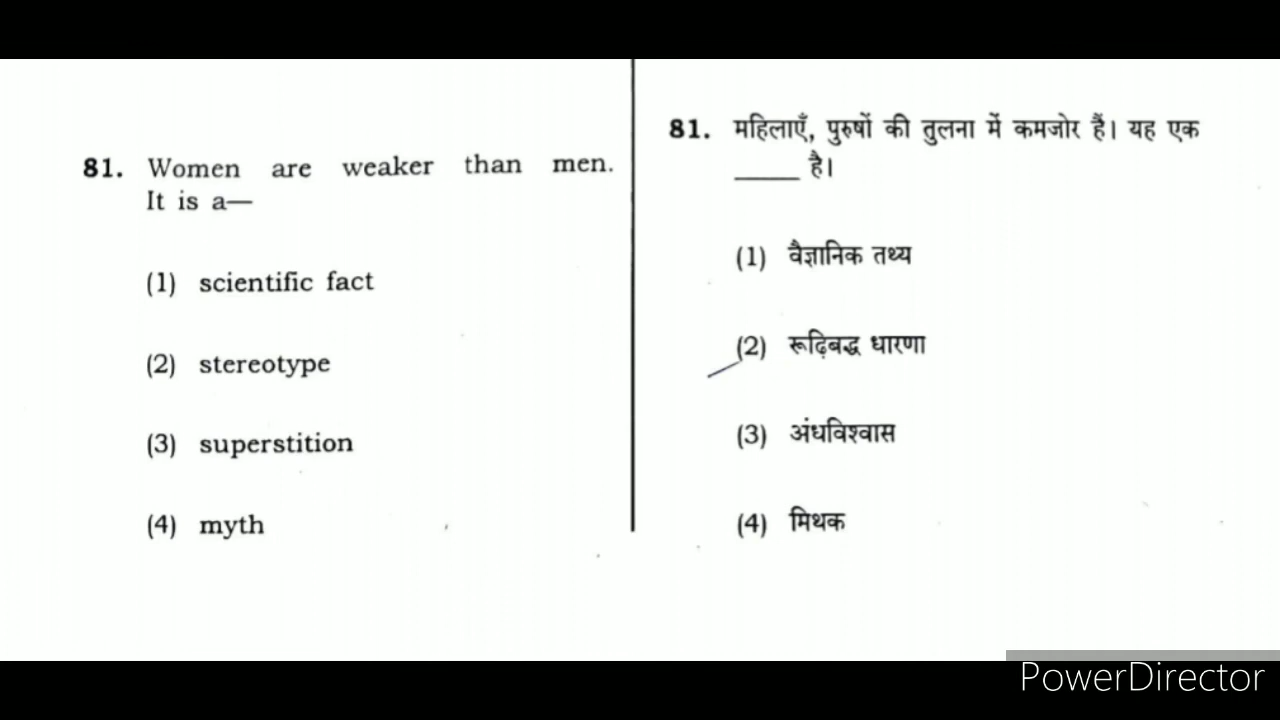 81. Women are weaker than men.
It is a—
(1) scientific fact
(2) stereotype
(3) superstition
(4) myth
81. महिलाएँ, पुरुषों की तुलना में कमजोर हैं। यह एक
_____ है।
(1) वैज्ञानिक तथ्य
(2) रूढ़िबद्ध धारणा
(3) अंधविश्वास
(4) मिथक
PowerDirector